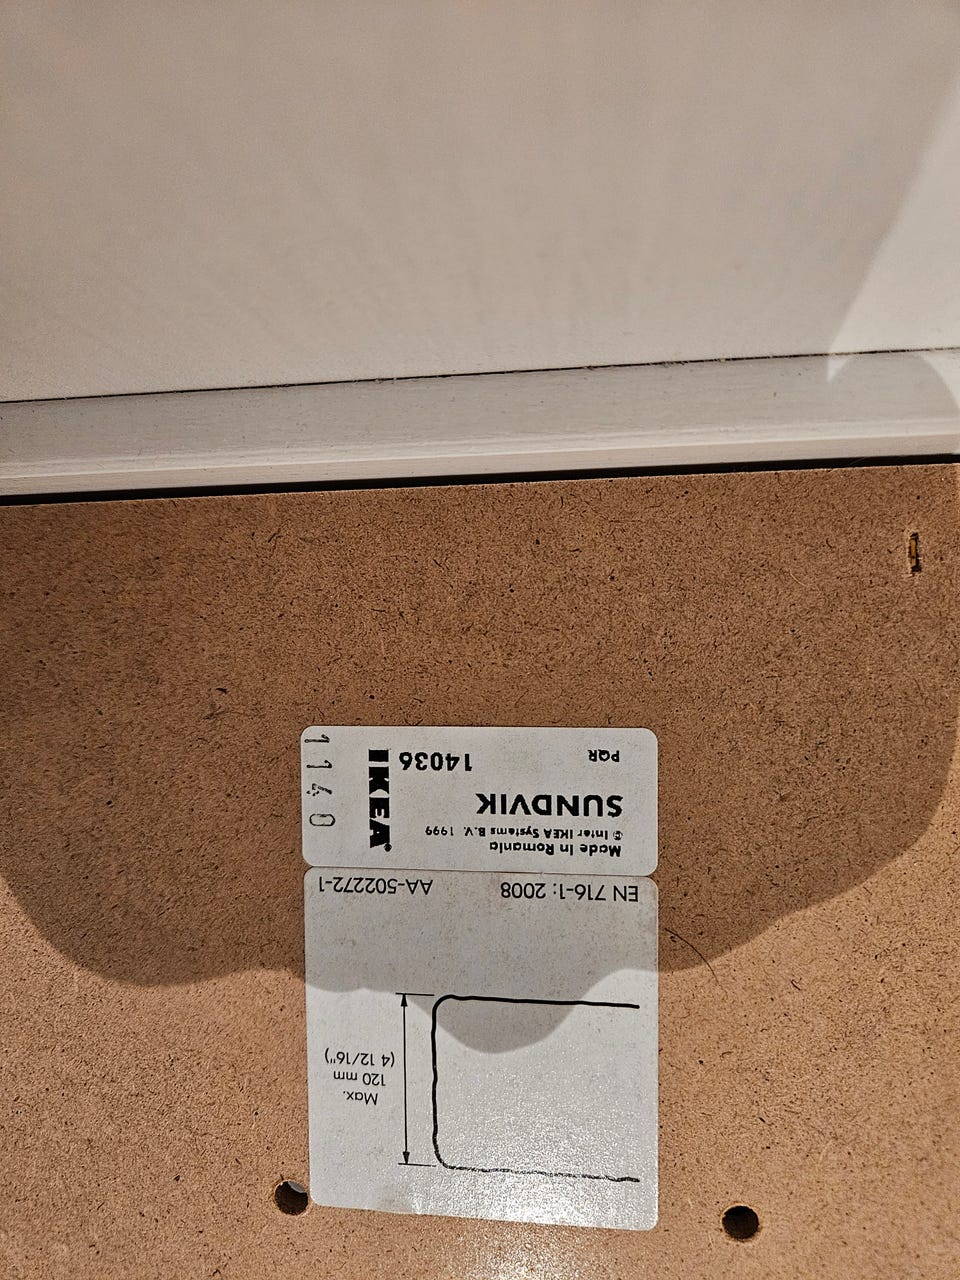 Made in Romania
© Inter IKEA Systems B.V. 1999
SUNDVIK
PQR
14036
IKEA®
1140
EN 716-1: 2008
AA-502272-1
Max.
120 mm
(4 12/16")